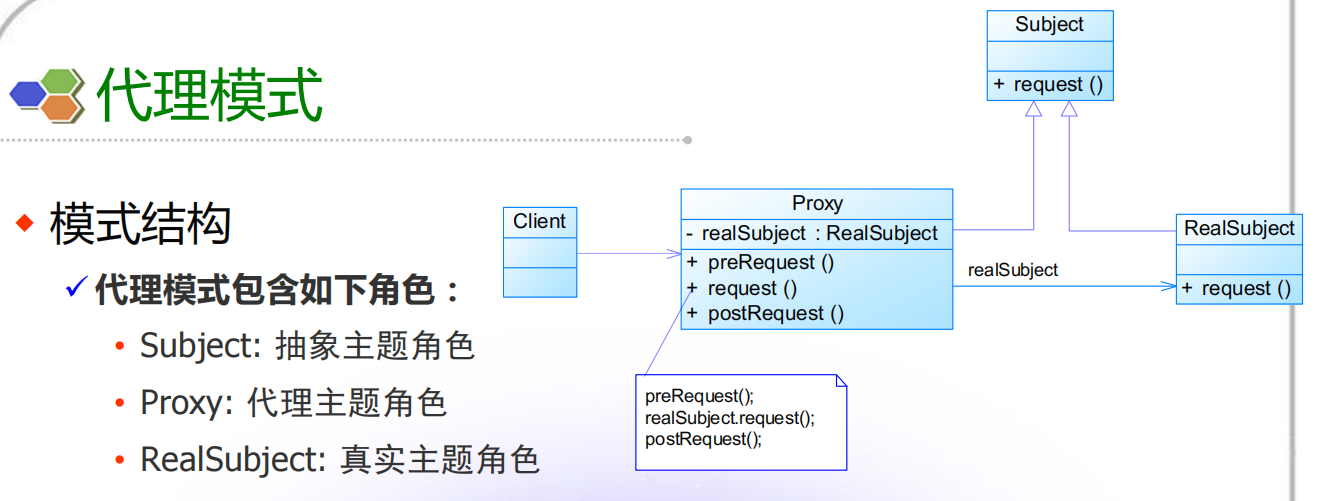 代理模式
模式结构
代理模式包含如下角色：
Subject: 抽象主题角色
Proxy: 代理主题角色
RealSubject: 真实主题角色
Subject
+ request ()
Client
Proxy
- realSubject : RealSubject
+ preRequest ()
+ request ()
+ postRequest ()
realSubject
RealSubject
+ request ()
preRequest();
realSubject.request();
postRequest();